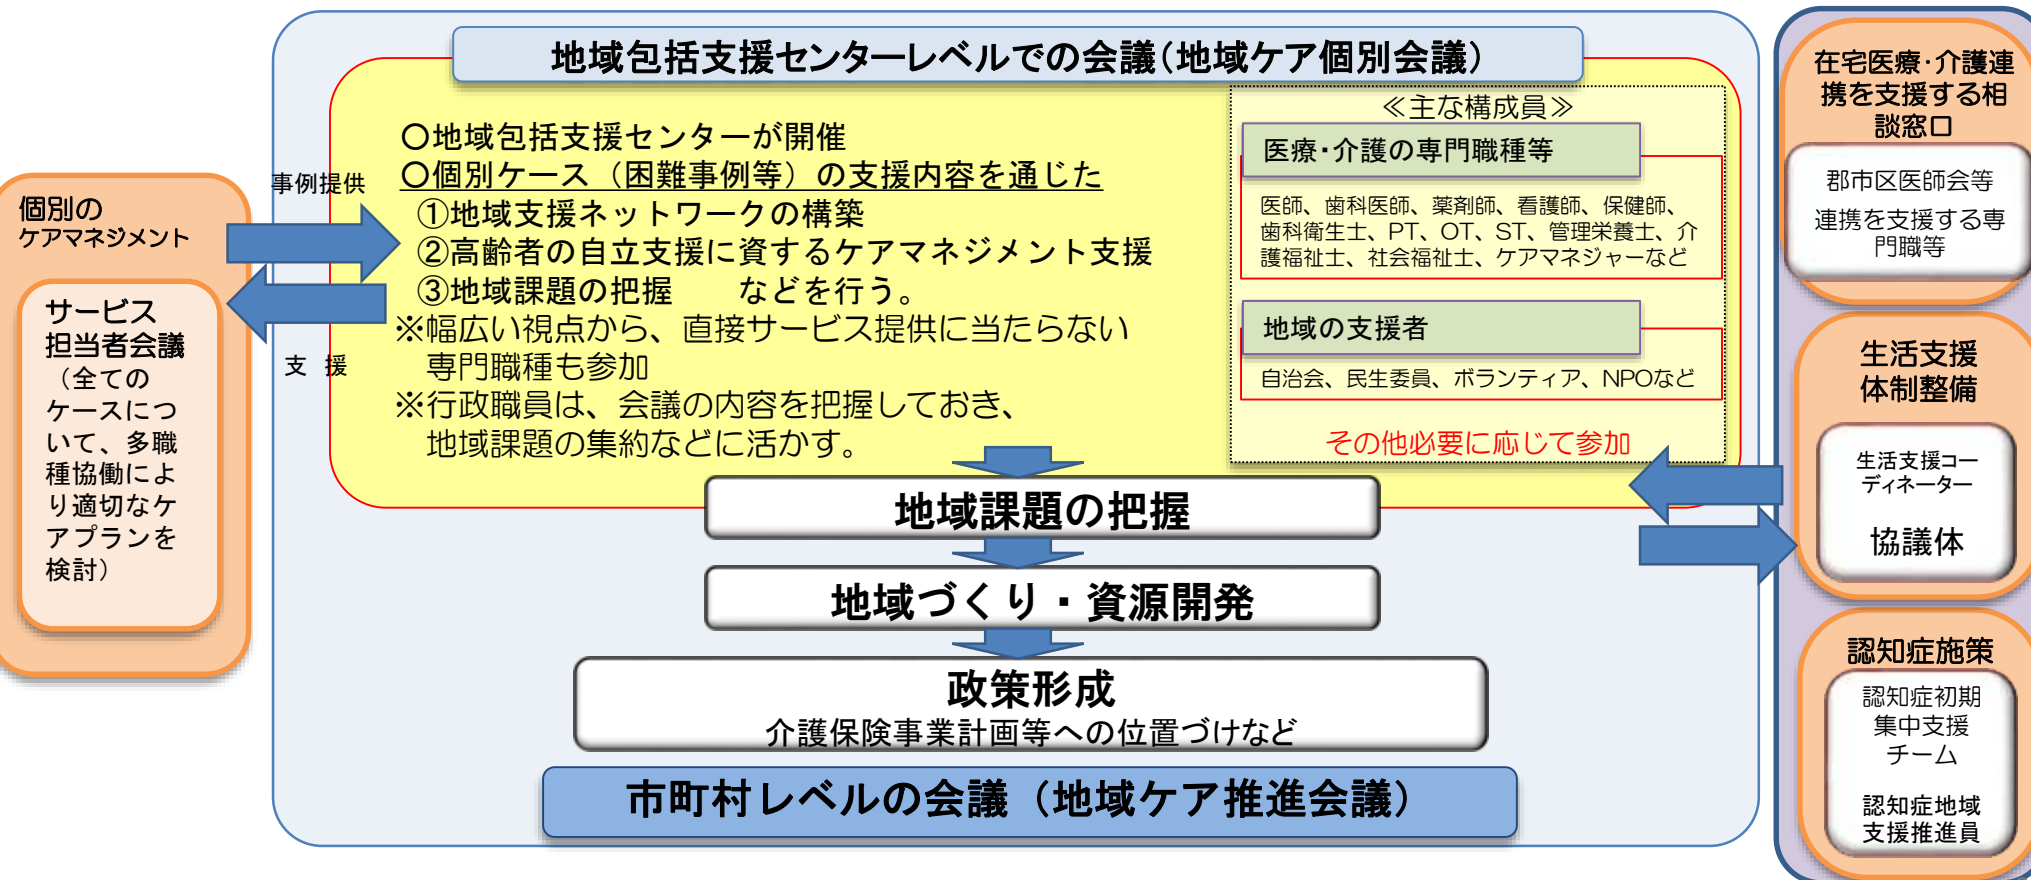 地域包括支援センターレベルでの会議(地域ケア個別会議)
個別の
ケアマネジメント
サービス
担当者会議
（全ての
ケースにつ
いて、多職
種協働によ
り適切なケ
アプランを
検討）
事例提供
支 援
〇地域包括支援センターが開催
〇個別ケース（困難事例等）の支援内容を通じた
①地域支援ネットワークの構築
②高齢者の自立支援に資するケアマネジメント支援
③地域課題の把握　　などを行う。
※幅広い視点から、直接サービス提供に当たらない
専門職種も参加
※行政職員は、会議の内容を把握しておき、
地域課題の集約などに活かす。
≪主な構成員≫
医療・介護の専門職種等
医師、歯科医師、薬剤師、看護師、保健師、
歯科衛生士、PT、OT、ST、管理栄養士、介
護福祉士、社会福祉士、ケアマネジャーなど
地域の支援者
自治会、民生委員、ボランティア、NPOなど
その他必要に応じて参加
地域課題の把握
地域づくり・資源開発
政策形成
介護保険事業計画等への位置づけなど
市町村レベルの会議（地域ケア推進会議）
在宅医療・介護連
携を支援する相
談窓口
郡市区医師会等
連携を支援する専
門職等
生活支援
体制整備
生活支援コー
ディネーター
協議体
認知症施策
認知症初期
集中支援
チーム
認知症地域
支援推進員